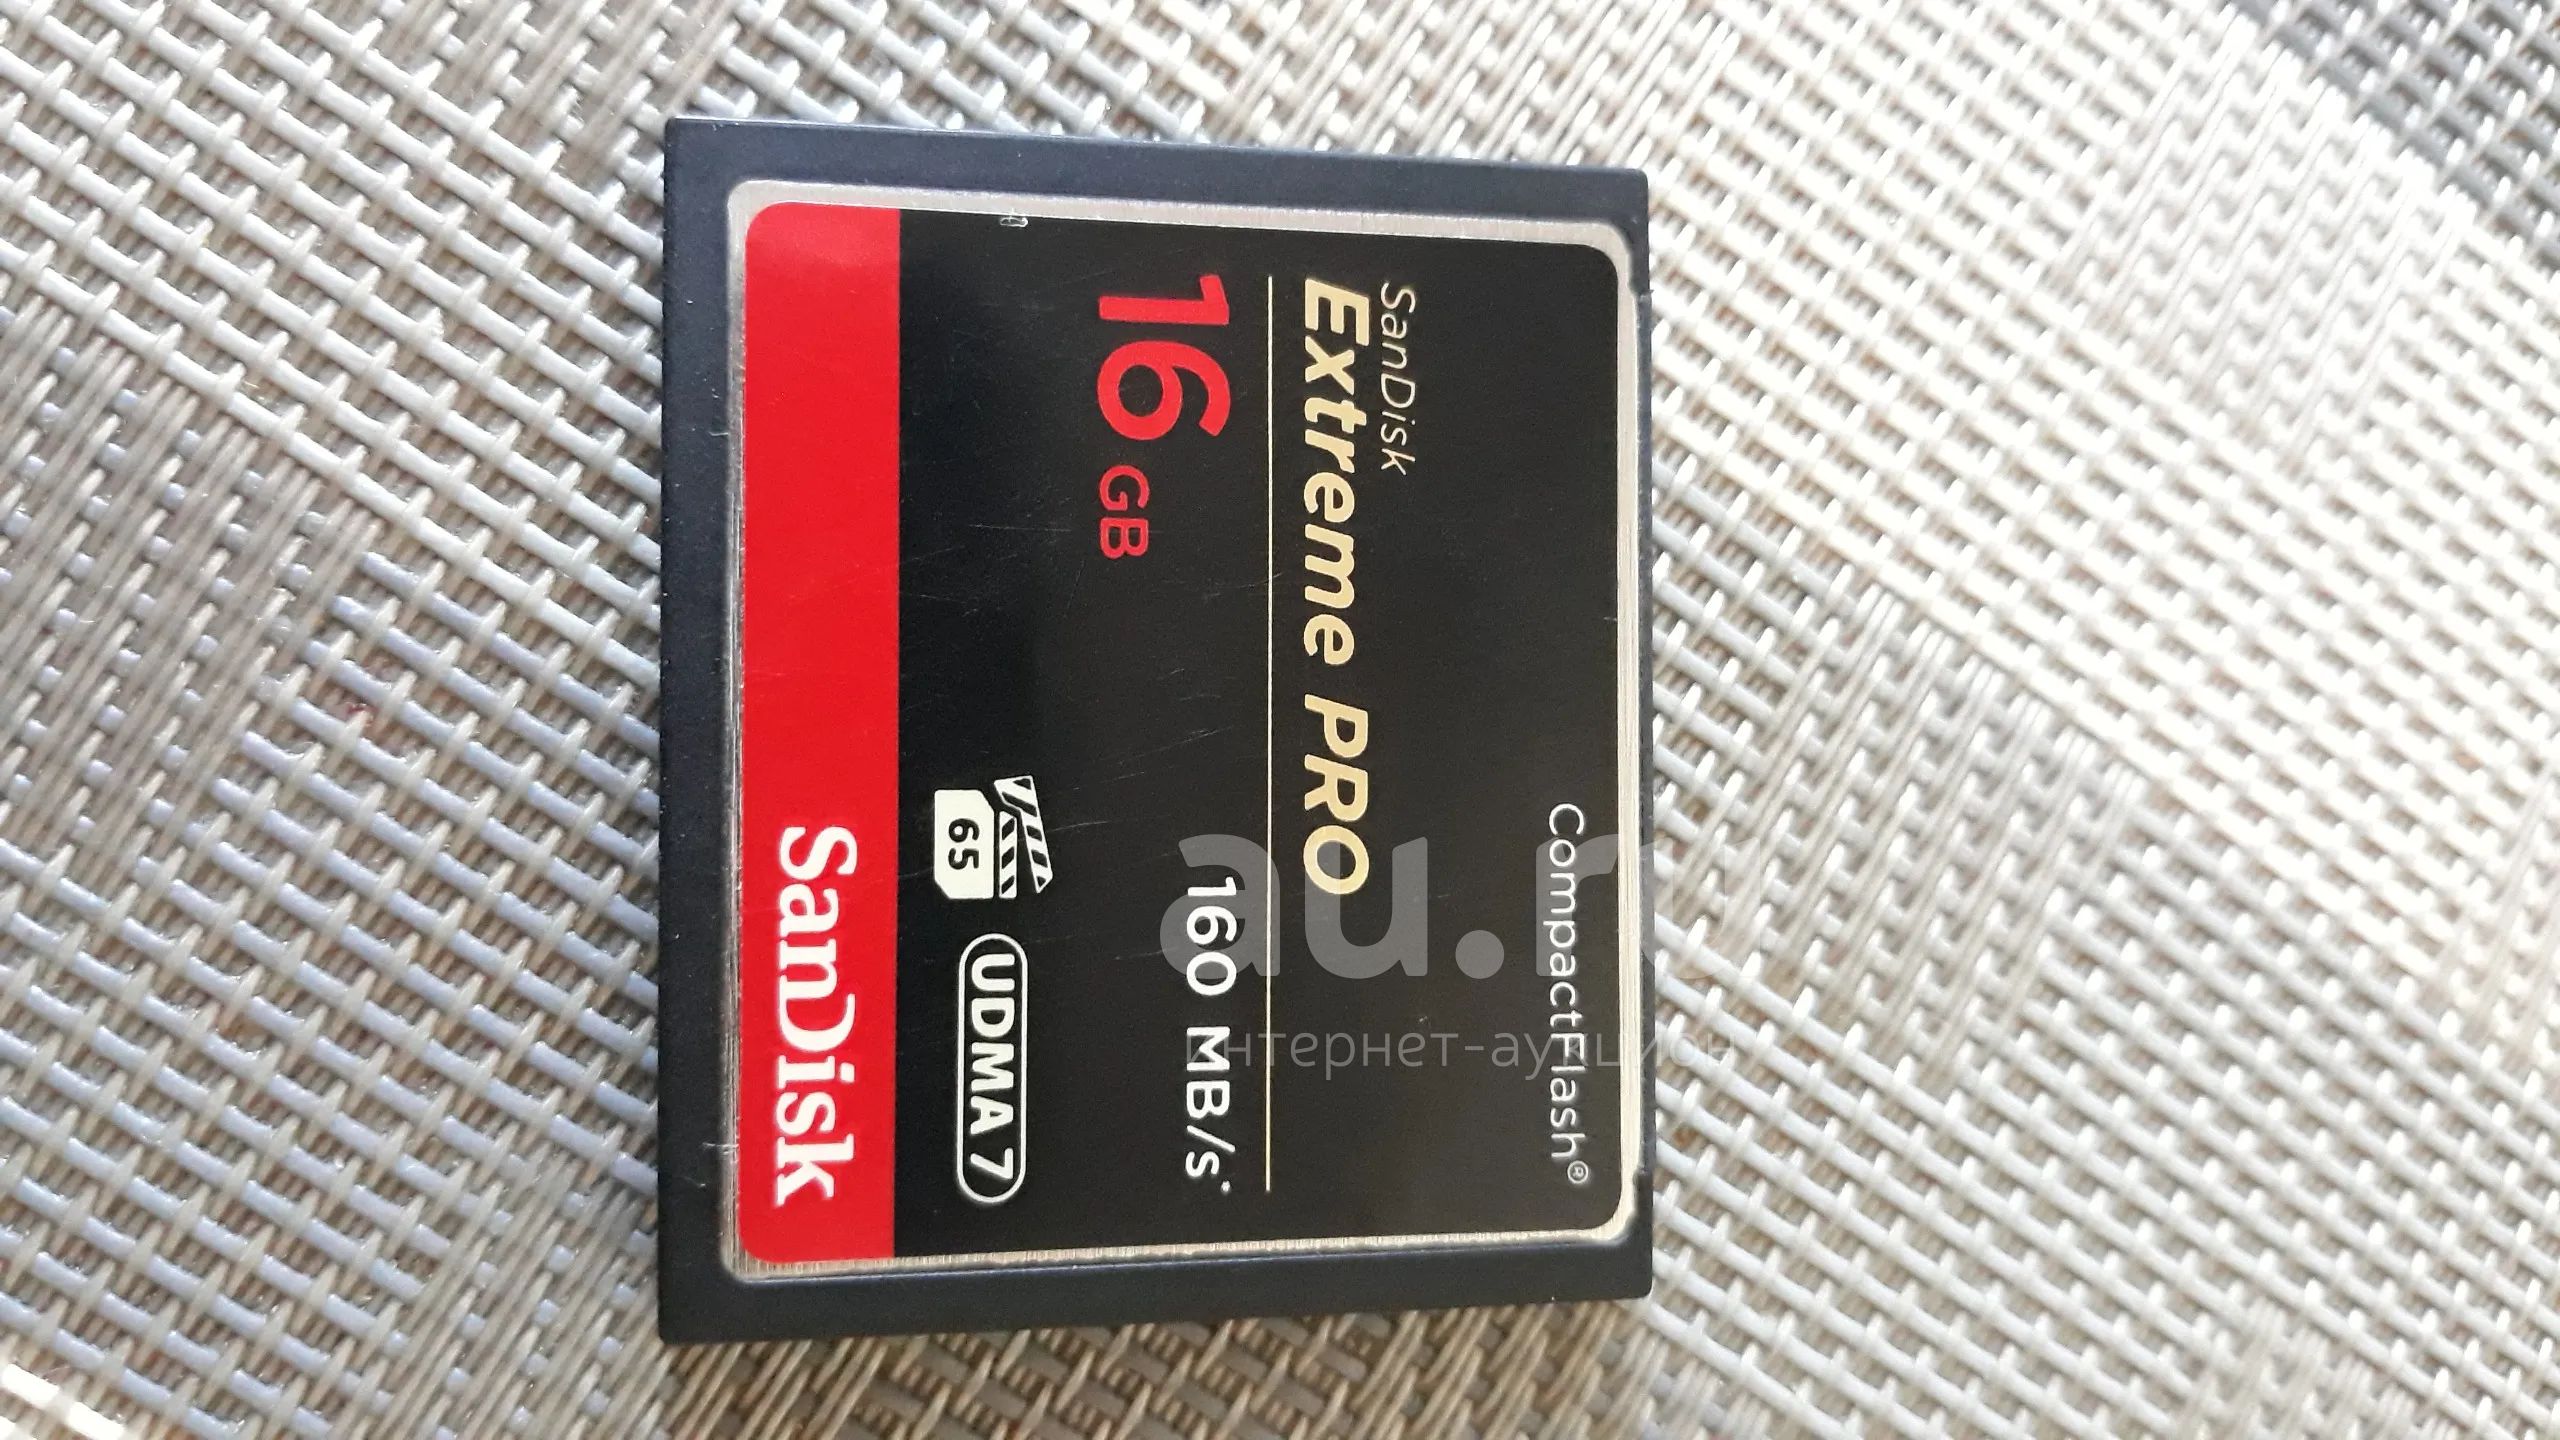 CompactFlash®
SanDisk
Extreme PRO
160 MB/s*
16 GB
65
UDMA 7
SanDisk
au.ru
интернет-аукцион